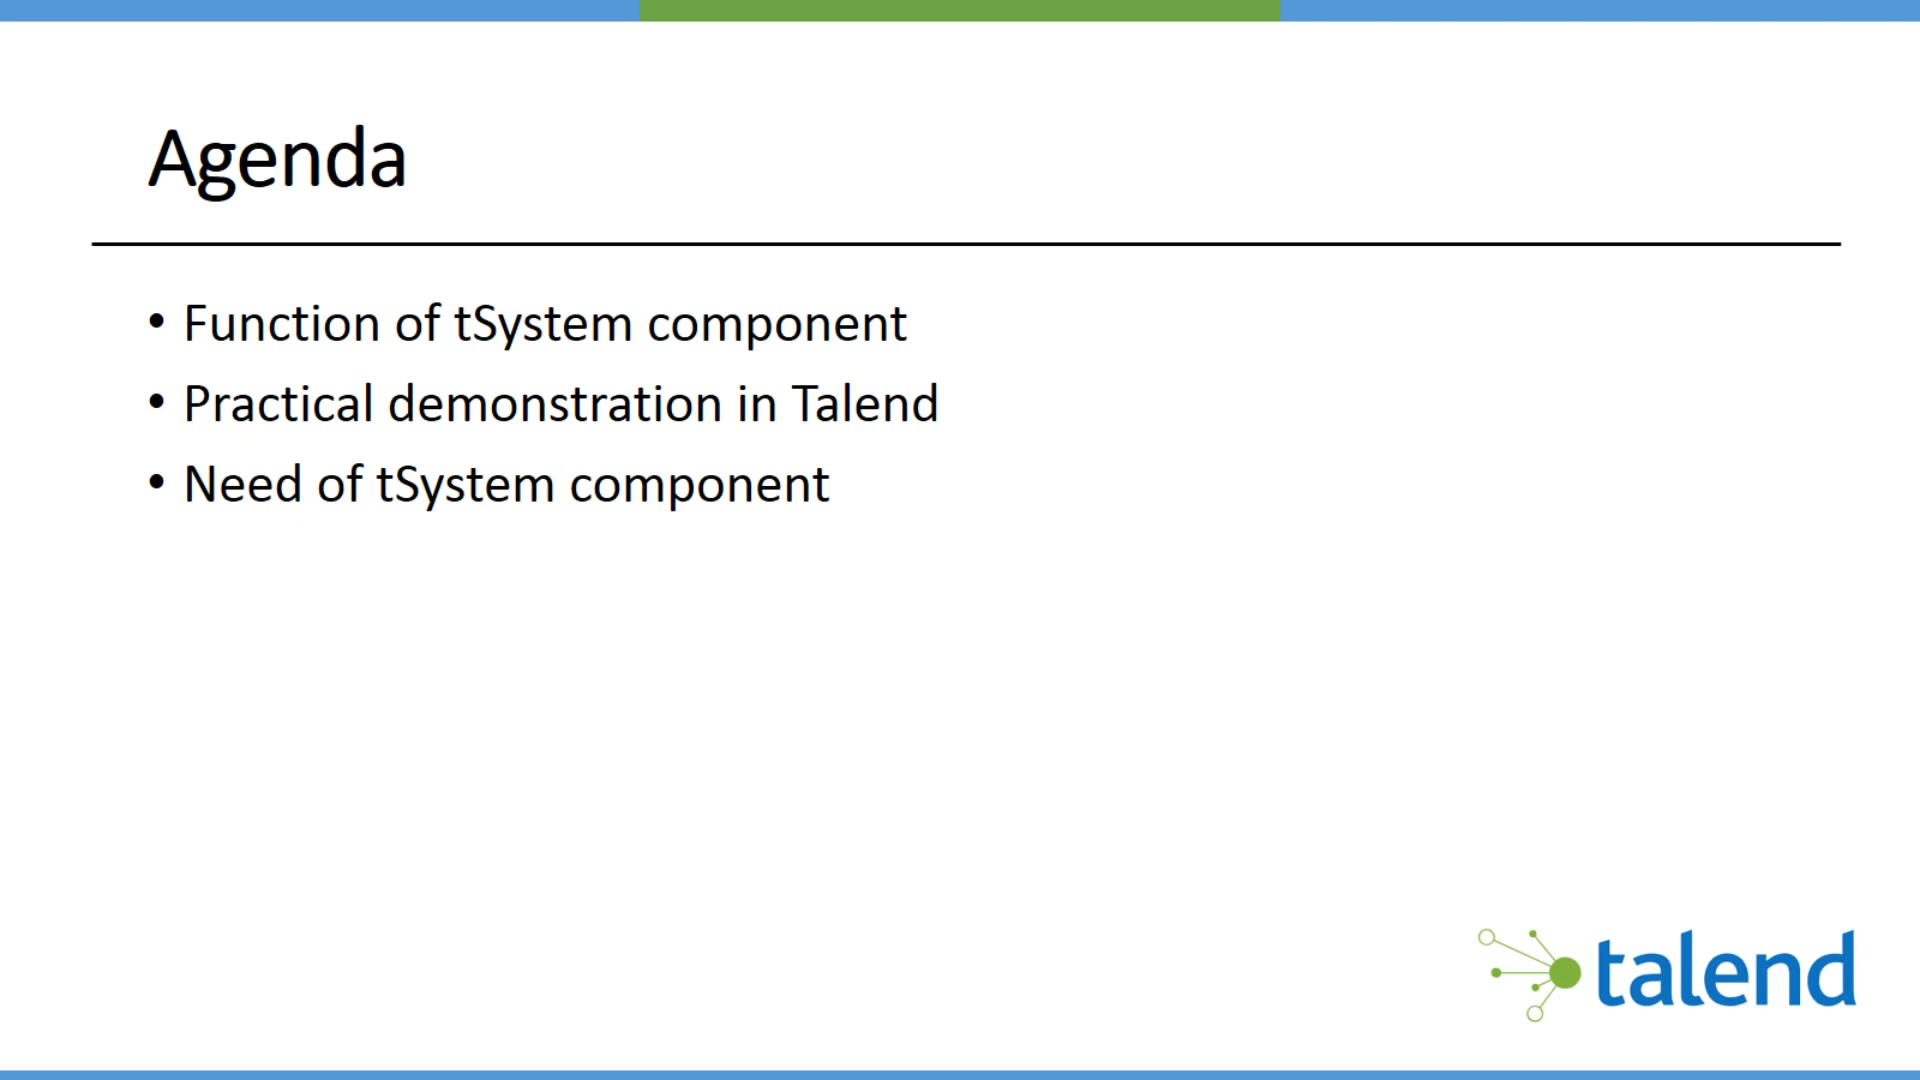 Agenda
• Function of tSystem component
• Practical demonstration in Talend
• Need of tSystem component
talend